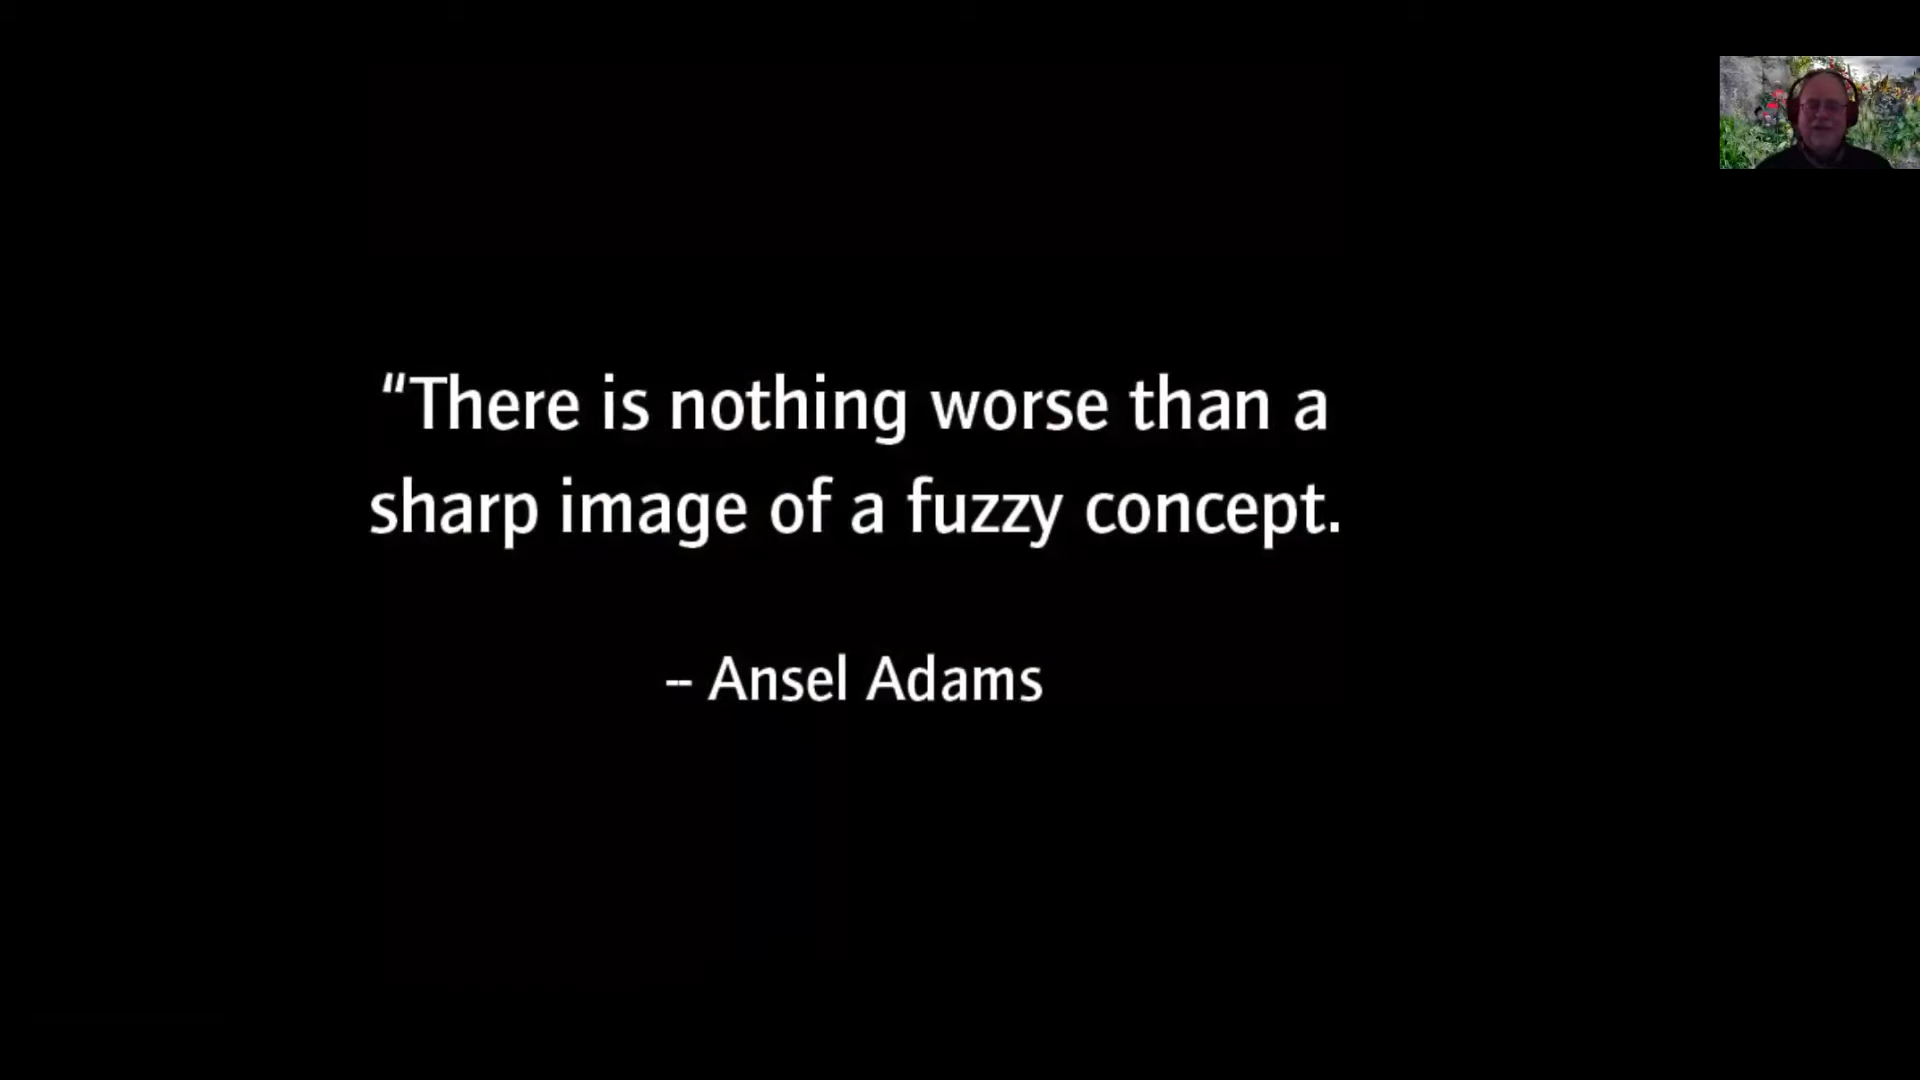 “There is nothing worse than a
sharp image of a fuzzy concept.
-- Ansel Adams